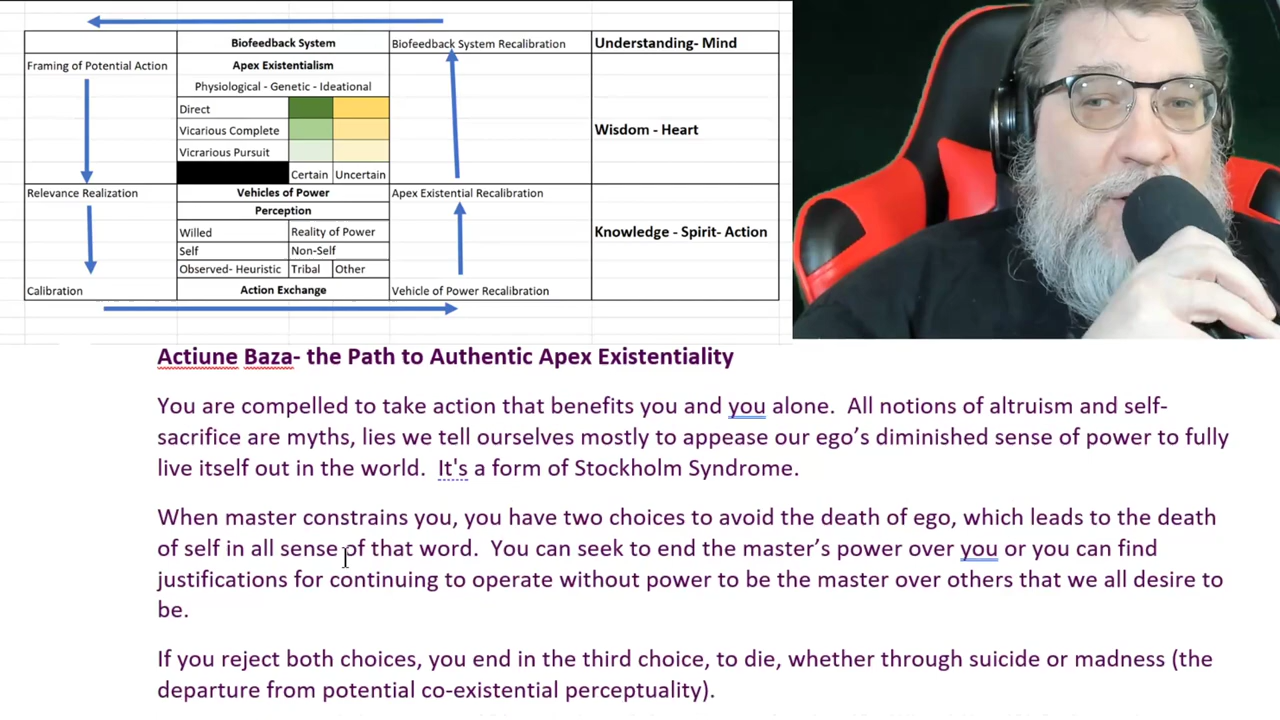 Biofeedback System Biofeedback System Recalibration Understanding- Mind
Framing of Potential Action Apex Existentialism
Physiological - Genetic - Ideational
Direct
Vicarious Complete Wisdom - Heart
Vicrarious Pursuit
Certain Uncertain
Relevance Realization Vehicles of Power Apex Existential Recalibration
Perception
Willed Reality of Power Knowledge - Spirit- Action
Self Non-Self
Observed- Heuristic Tribal Other
Calibration Action Exchange Vehicle of Power Recalibration
Actiune Baza- the Path to Authentic Apex Existentiality
You are compelled to take action that benefits you and you alone. All notions of altruism and self-
sacrifice are myths, lies we tell ourselves mostly to appease our ego’s diminished sense of power to fully
live itself out in the world. It's a form of Stockholm Syndrome.
When master constrains you, you have two choices to avoid the death of ego, which leads to the death
of self in all sense of that word. You can seek to end the master’s power over you or you can find
justifications for continuing to operate without power to be the master over others that we all desire to
be.
If you reject both choices, you end in the third choice, to die, whether through suicide or madness (the
departure from potential co-existential perceptuality).